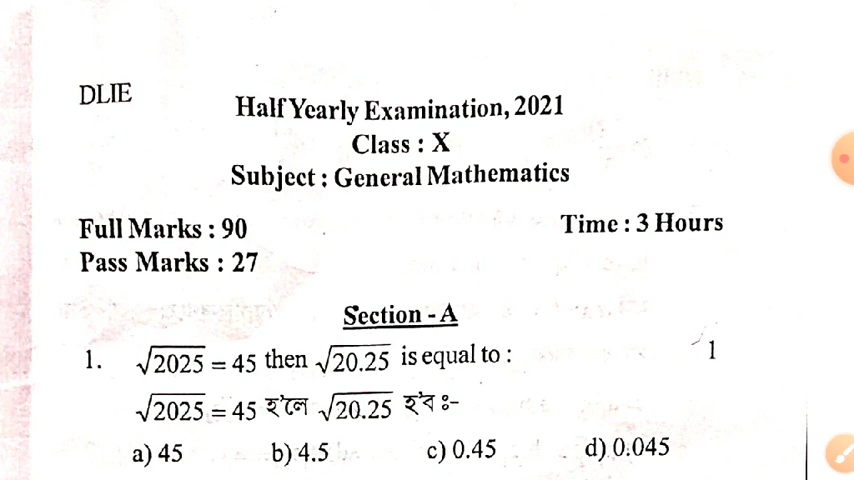 DLIE
Half Yearly Examination, 2021
Class : X
Subject : General Mathematics
Full Marks : 90 Time : 3 Hours
Pass Marks : 27
Section - A
1. √2025 = 45 then √20.25 is equal to : 1
√2025 = 45 হ'লে √20.25 হ'ব ঃ-
a) 45 b) 4.5 c) 0.45 d) 0.045